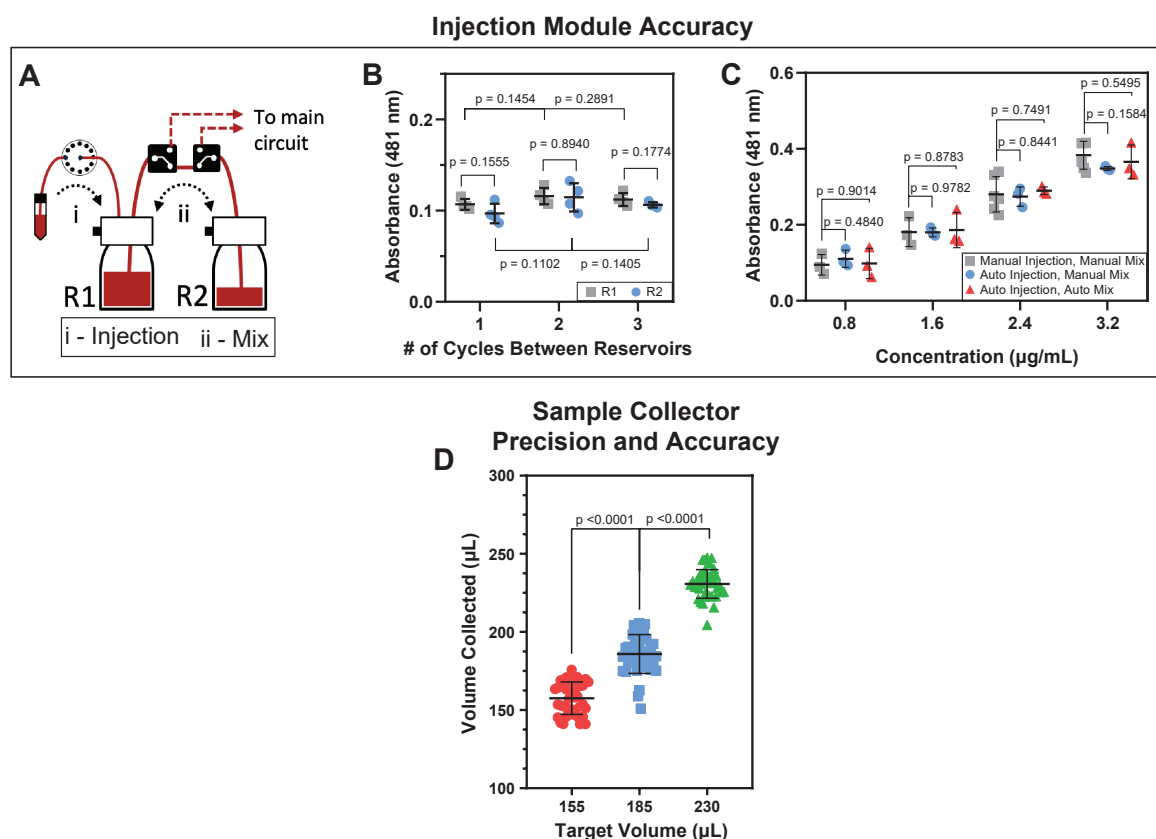 Injection Module Accuracy
A
To main
circuit
i
ii
R1
R2
i - Injection
ii - Mix
B
Absorbance (481 nm)
0.2
0.1
0.0
p = 0.1454
p = 0.2891
p = 0.1555
p = 0.8940
p = 0.1774
p = 0.1102
p = 0.1405
R1
R2
1
2
3
# of Cycles Between Reservoirs
C
Absorbance (481 nm)
0.6
0.4
0.2
0.0
p = 0.9014
p = 0.4840
p = 0.8783
p = 0.9782
p = 0.7491
p = 0.8441
p = 0.5495
p = 0.1584
Manual Injection, Manual Mix
Auto Injection, Manual Mix
Auto Injection, Auto Mix
0.8
1.6
2.4
3.2
Concentration (µg/mL)
Sample Collector
Precision and Accuracy
D
Volume Collected (µL)
300
250
200
150
100
p <0.0001
p <0.0001
155
185
230
Target Volume (µL)